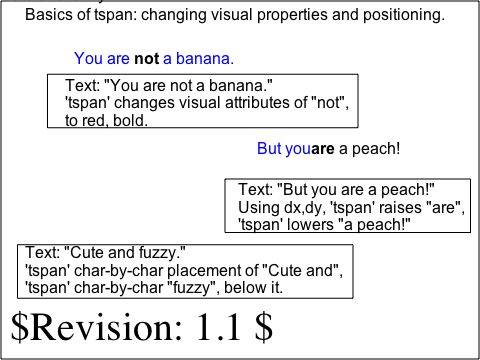 Basics of tspan: changing visual properties and positioning.
You are not a banana.
Text: "You are not a banana."
'tspan' changes visual attributes of "not",
to red, bold.
But youare a peach!
Text: "But you are a peach!"
Using dx,dy, 'tspan' raises "are",
'tspan' lowers "a peach!"
Text: "Cute and fuzzy."
'tspan' char-by-char placement of "Cute and",
'tspan' char-by-char "fuzzy", below it.
$Revision: 1.1 $